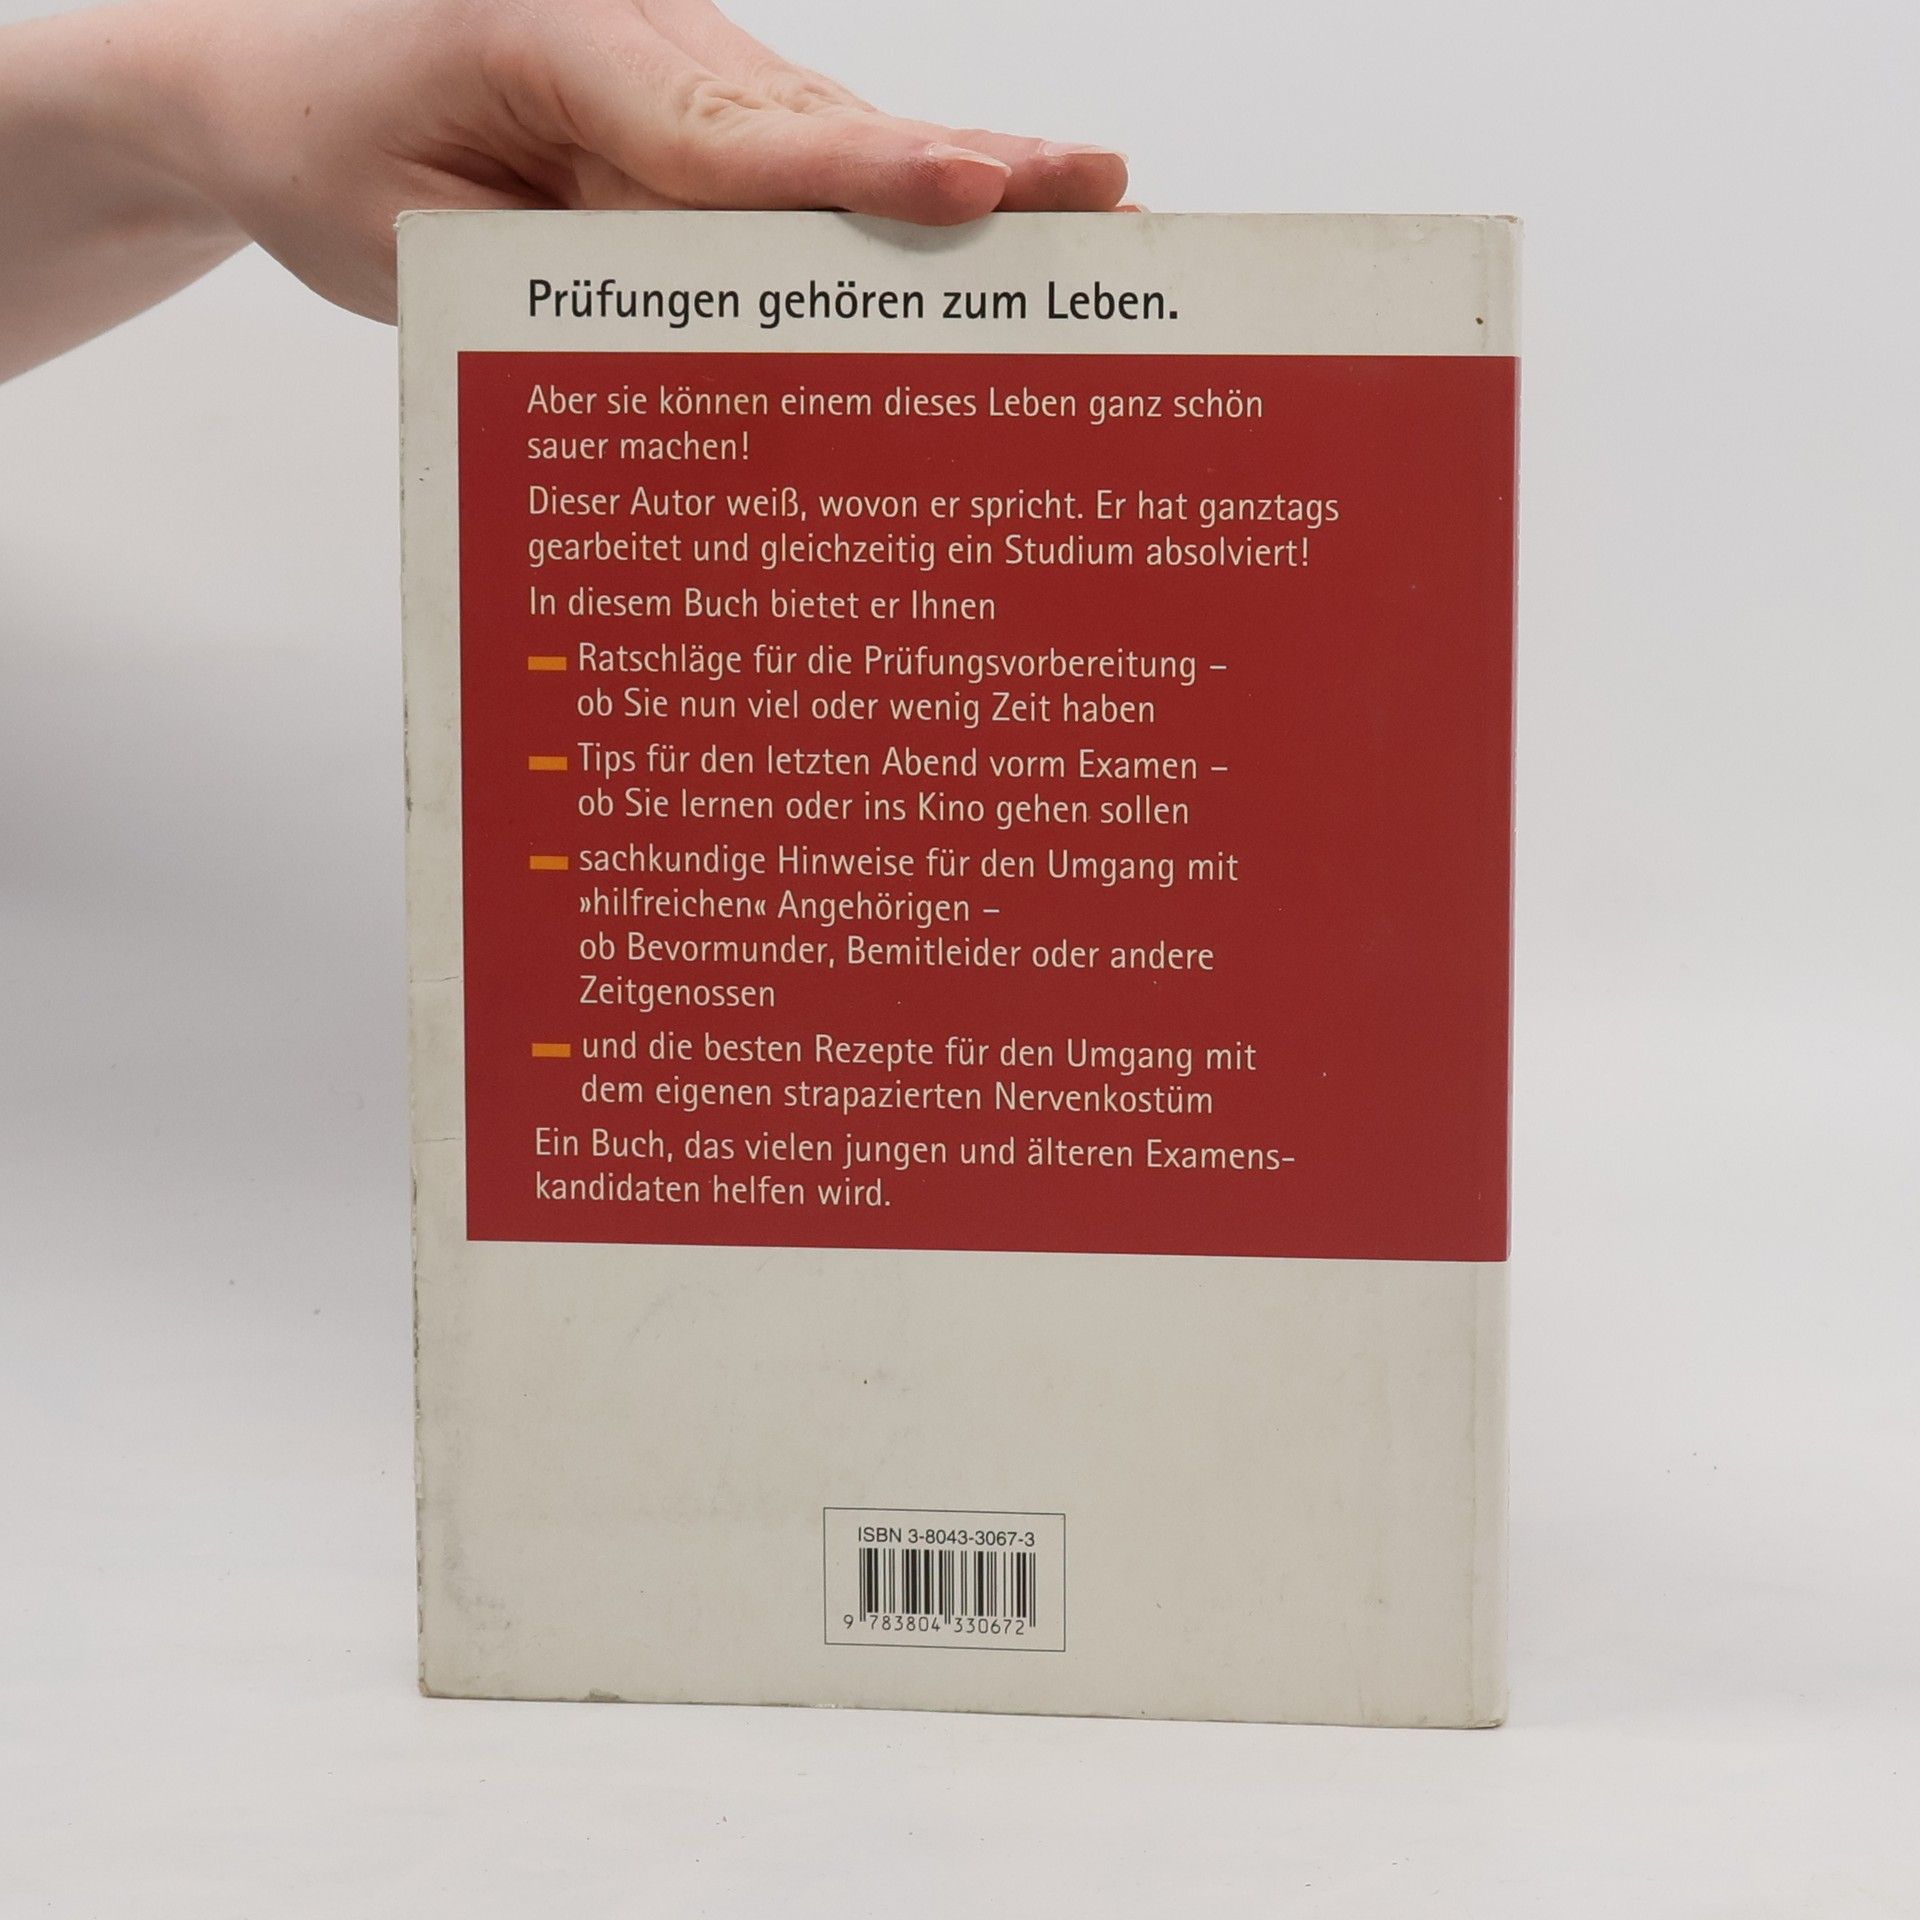 Prüfungen gehören zum Leben.
Aber sie können einem dieses Leben ganz schön
sauer machen!
Dieser Autor weiß, wovon er spricht. Er hat ganztags
gearbeitet und gleichzeitig ein Studium absolviert!
In diesem Buch bietet er Ihnen
Ratschläge für die Prüfungsvorbereitung –
ob Sie nun viel oder wenig Zeit haben
Tips für den letzten Abend vorm Examen –
ob Sie lernen oder ins Kino gehen sollen
sachkundige Hinweise für den Umgang mit
»hilfreichen« Angehörigen –
ob Bevormunder, Bemitleider oder andere
Zeitgenossen
und die besten Rezepte für den Umgang mit
dem eigenen strapazierten Nervenkostüm
Ein Buch, das vielen jungen und älteren Examens-
kandidaten helfen wird.
ISBN 3-8043-3067-3
9 783804 330672